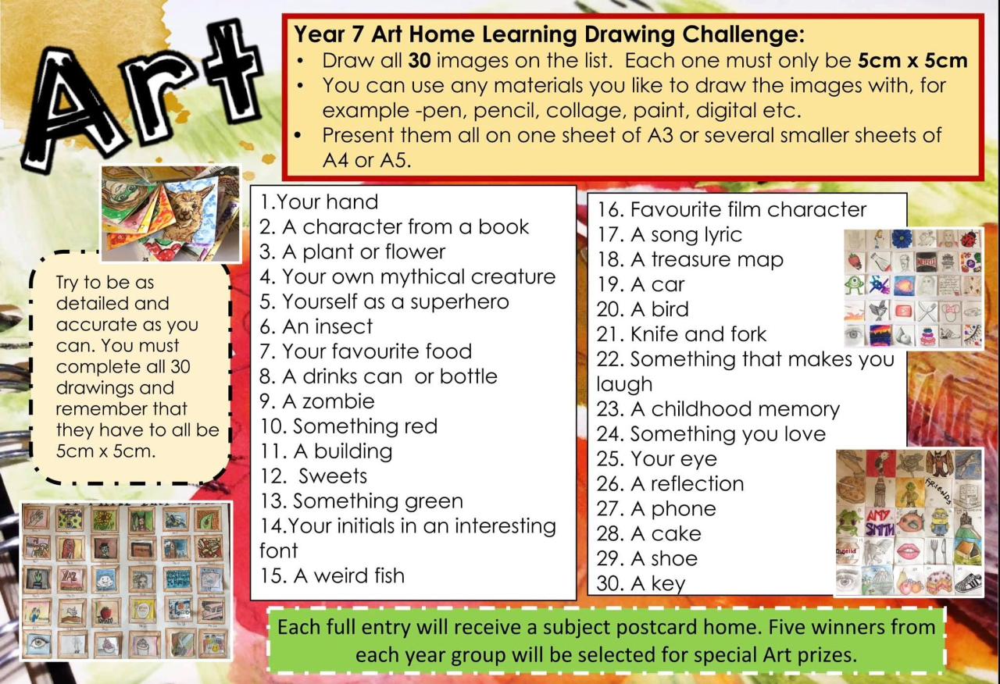 Art
Year 7 Art Home Learning Drawing Challenge:
• Draw all 30 images on the list.  Each one must only be 5cm x 5cm
• You can use any materials you like to draw the images with, for
example -pen, pencil, collage, paint, digital etc.
• Present them all on one sheet of A3 or several smaller sheets of
A4 or A5.
Try to be as
detailed and
accurate as you
can. You must
complete all 30
drawings and
remember that
they have to all be
5cm x 5cm.
1.Your hand
2. A character from a book
3. A plant or flower
4. Your own mythical creature
5. Yourself as a superhero
6. An insect
7. Your favourite food
8. A drinks can  or bottle
9. A zombie
10. Something red
11. A building
12.  Sweets
13. Something green
14.Your initials in an interesting
font
15. A weird fish
16. Favourite film character
17. A song lyric
18. A treasure map
19. A car
20. A bird
21. Knife and fork
22. Something that makes you
laugh
23. A childhood memory
24. Something you love
25. Your eye
26. A reflection
27. A phone
28. A cake
29. A shoe
30. A key
NETFLIX
FRIENDS
AMY
SMITH
YAZ
TOMATO
Each full entry will receive a subject postcard home. Five winners from
each year group will be selected for special Art prizes.